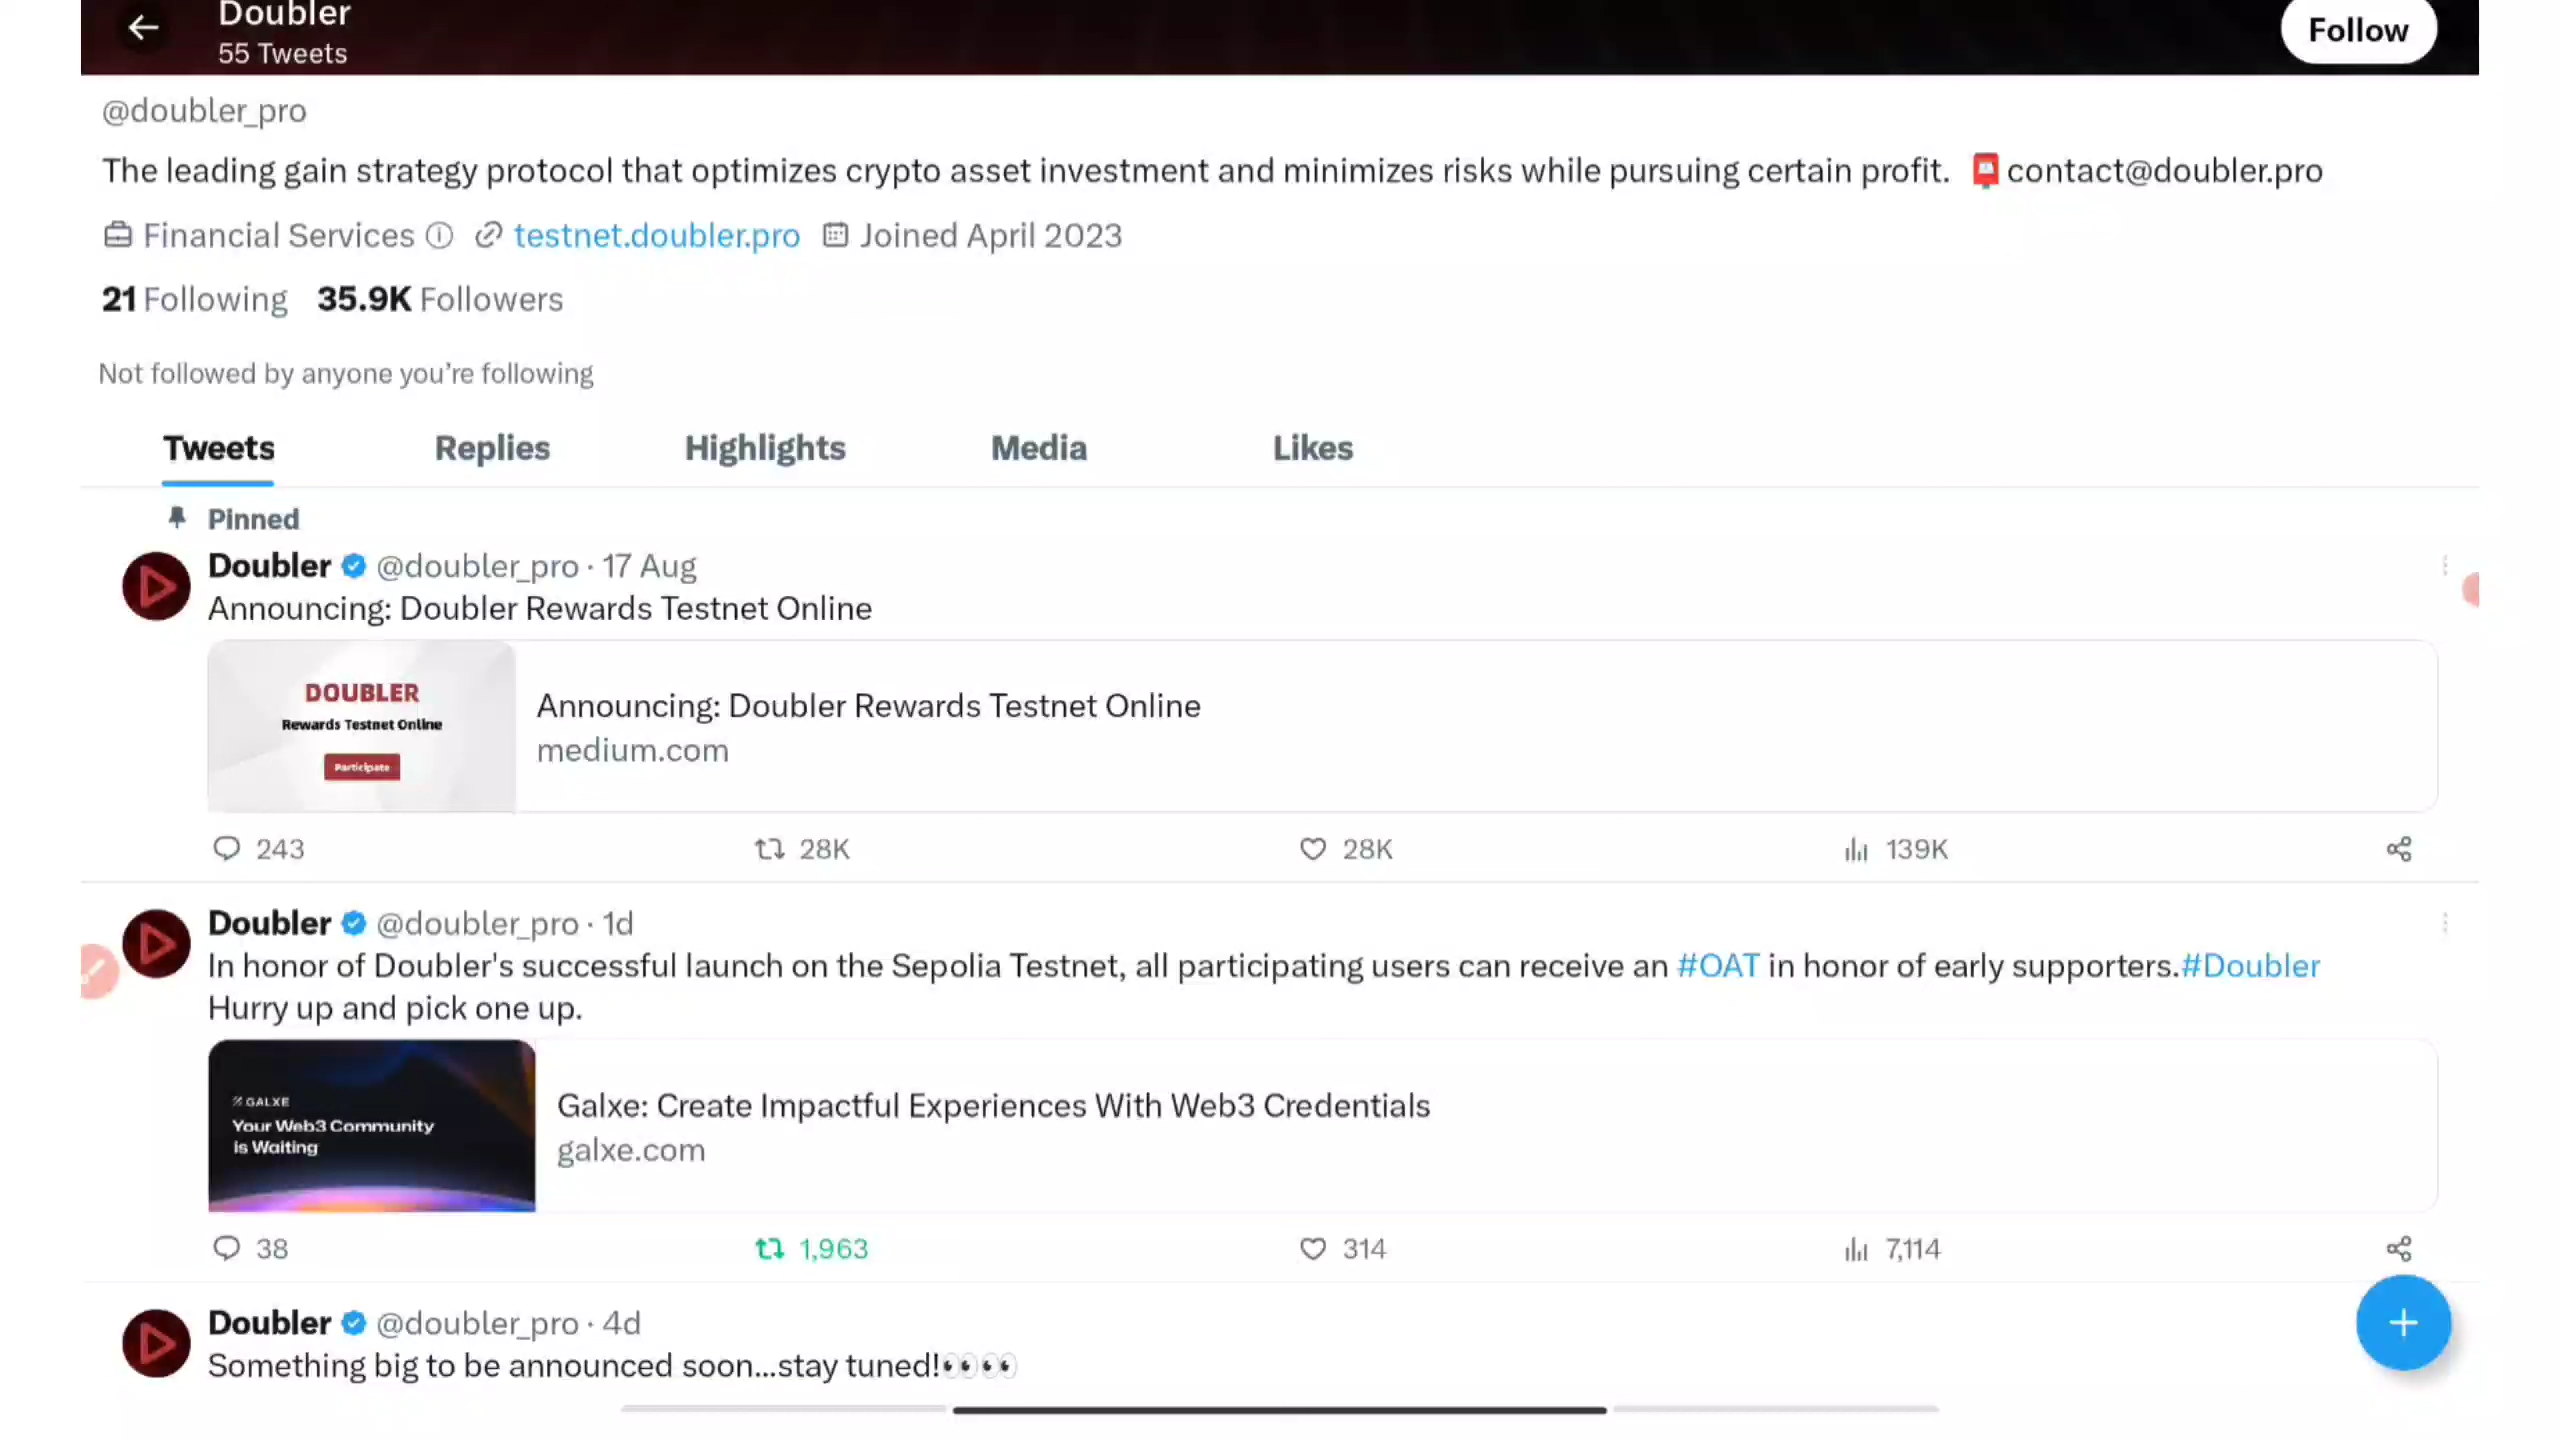 Doubler
55 Tweets
Follow
@doubler_pro
The leading gain strategy protocol that optimizes crypto asset investment and minimizes risks while pursuing certain profit. 📮contact@doubler.pro
Financial Services testnet.doubler.pro Joined April 2023
21 Following 35.9K Followers
Not followed by anyone you’re following
Tweets Replies Highlights Media Likes
Pinned
Doubler @doubler_pro · 17 Aug
Announcing: Doubler Rewards Testnet Online
DOUBLER
Rewards Testnet Online
Participate
Announcing: Doubler Rewards Testnet Online
medium.com
243 28K 28K 139K
Doubler @doubler_pro · 1d
In honor of Doubler's successful launch on the Sepolia Testnet, all participating users can receive an #OAT in honor of early supporters.#Doubler
Hurry up and pick one up.
GALXE
Your Web3 Community
is Waiting
Galxe: Create Impactful Experiences With Web3 Credentials
galxe.com
38 1,963 314 7,114
Doubler @doubler_pro · 4d
Something big to be announced soon...stay tuned!👀👀